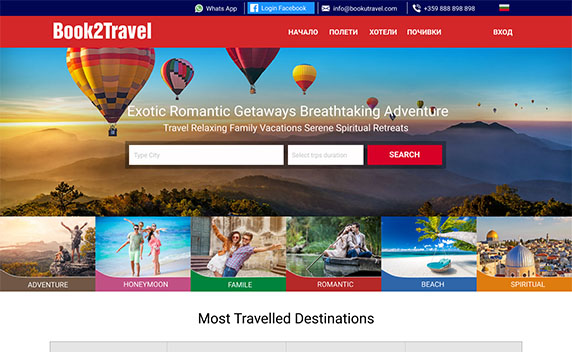 Whats App
Login Facebook
info@bookutravel.com
+359 888 898 898
Book2Travel
НАЧАЛО ПОЛЕТИ ХОТЕЛИ ПОЧИВКИ ВХОД
Exotic Romantic Getaways Breathtaking Adventure
Travel Relaxing Family Vacations Serene Spiritual Retreats
Type City
Select trips duration
SEARCH
ADVENTURE
HONEYMOON
FAMILE
ROMANTIC
BEACH
SPIRITUAL
Most Travelled Destinations